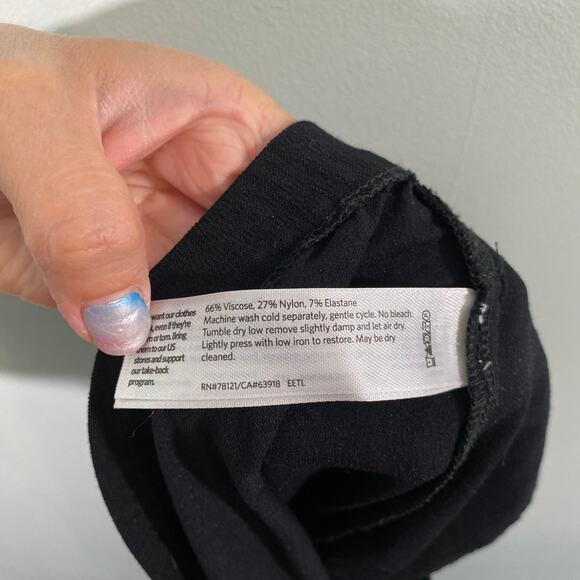 want our clothes
even if they're
or torn. Bring
to our US
stores and support
our take-back
program.
66% Viscose, 27% Nylon, 7% Elastane
Machine wash cold separately, gentle cycle. No bleach.
Tumble dry low remove slightly damp and let air dry.
Lightly press with low iron to restore. May be dry
cleaned.
RN#78121/CA#63918 EETL